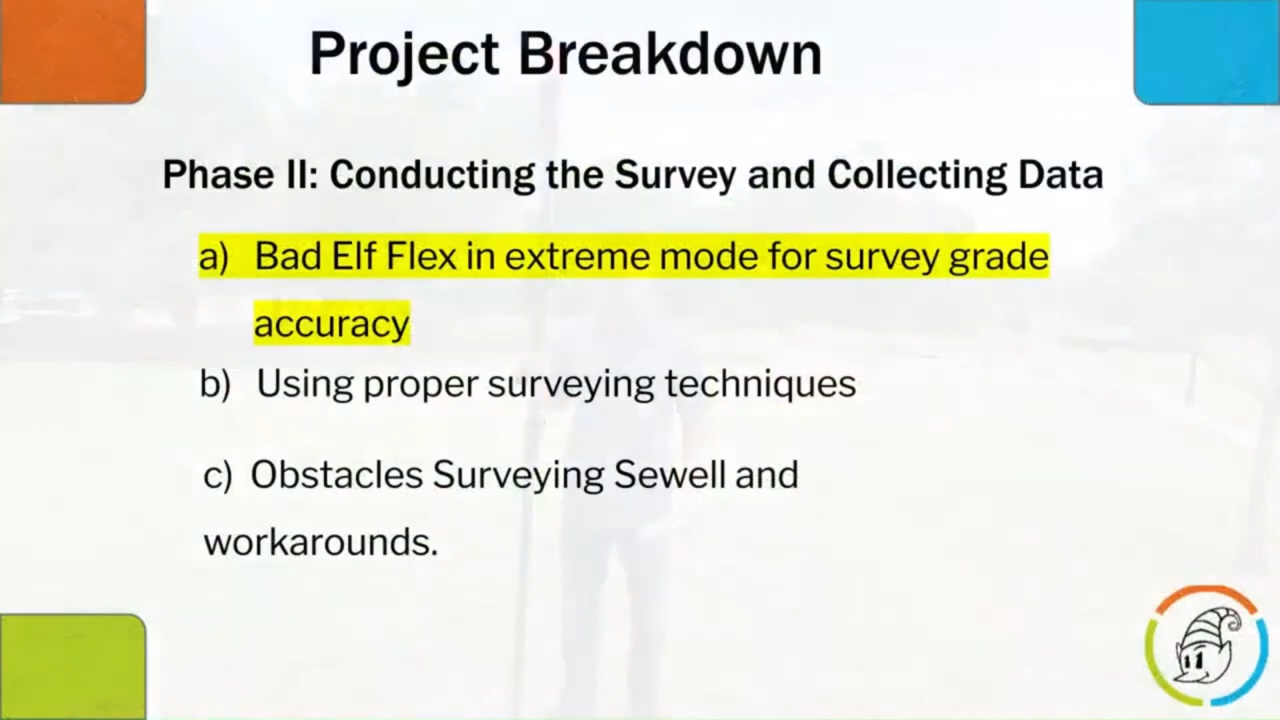 Project Breakdown
Phase II: Conducting the Survey and Collecting Data
a) Bad Elf Flex in extreme mode for survey grade
accuracy
b) Using proper surveying techniques
c) Obstacles Surveying Sewell and
workarounds.